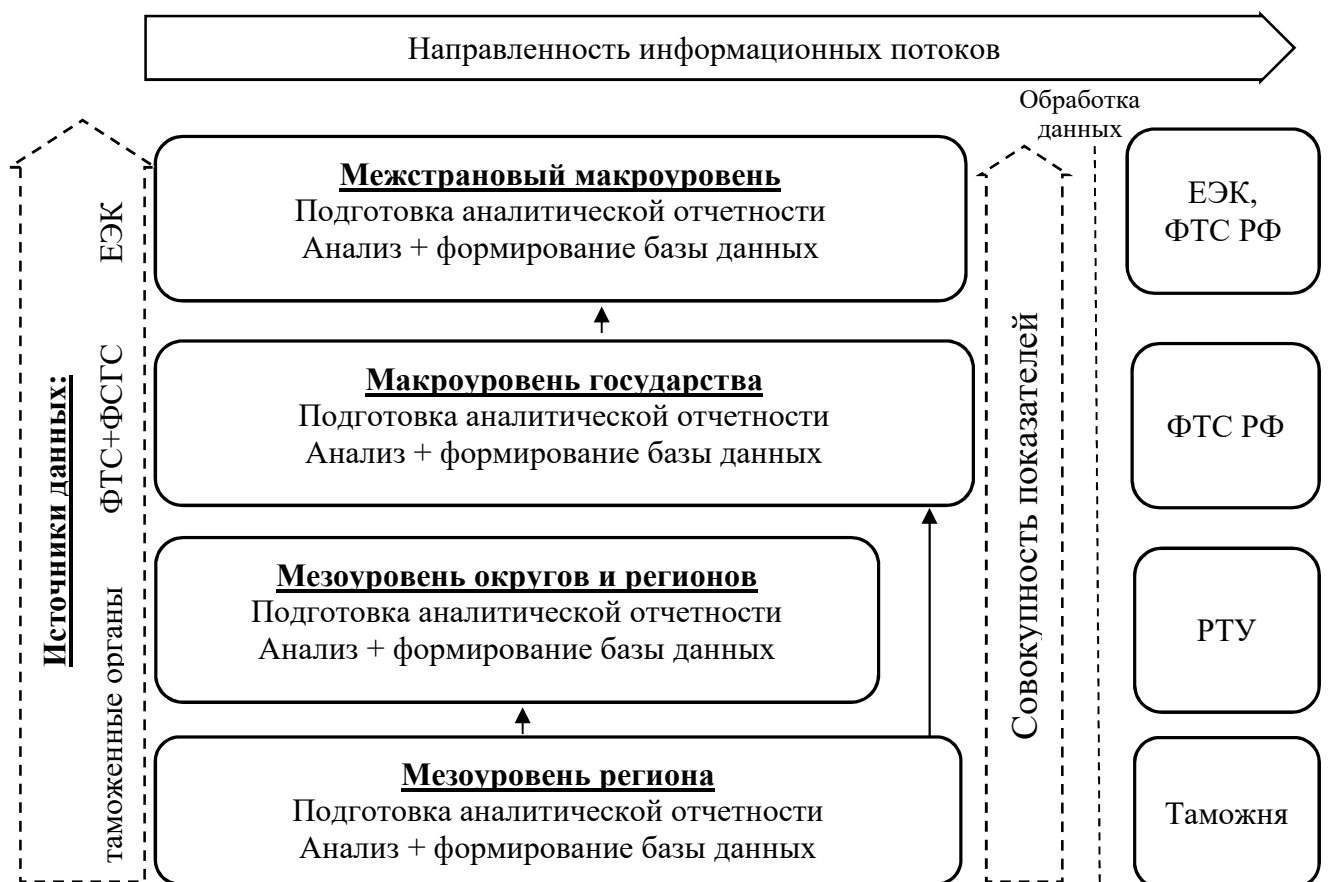 Направленность информационных потоков
Обработка
данных
Источники данных:
ЕЭК
ФТС+ФСГС
таможенные органы
Межстрановый макроуровень
Подготовка аналитической отчетности
Анализ + формирование базы данных
Макроуровень государства
Подготовка аналитической отчетности
Анализ + формирование базы данных
Мезоуровень округов и регионов
Подготовка аналитической отчетности
Анализ + формирование базы данных
Мезоуровень региона
Подготовка аналитической отчетности
Анализ + формирование базы данных
Совокупность показателей
ЕЭК,
ФТС РФ
ФТС РФ
РТУ
Таможня